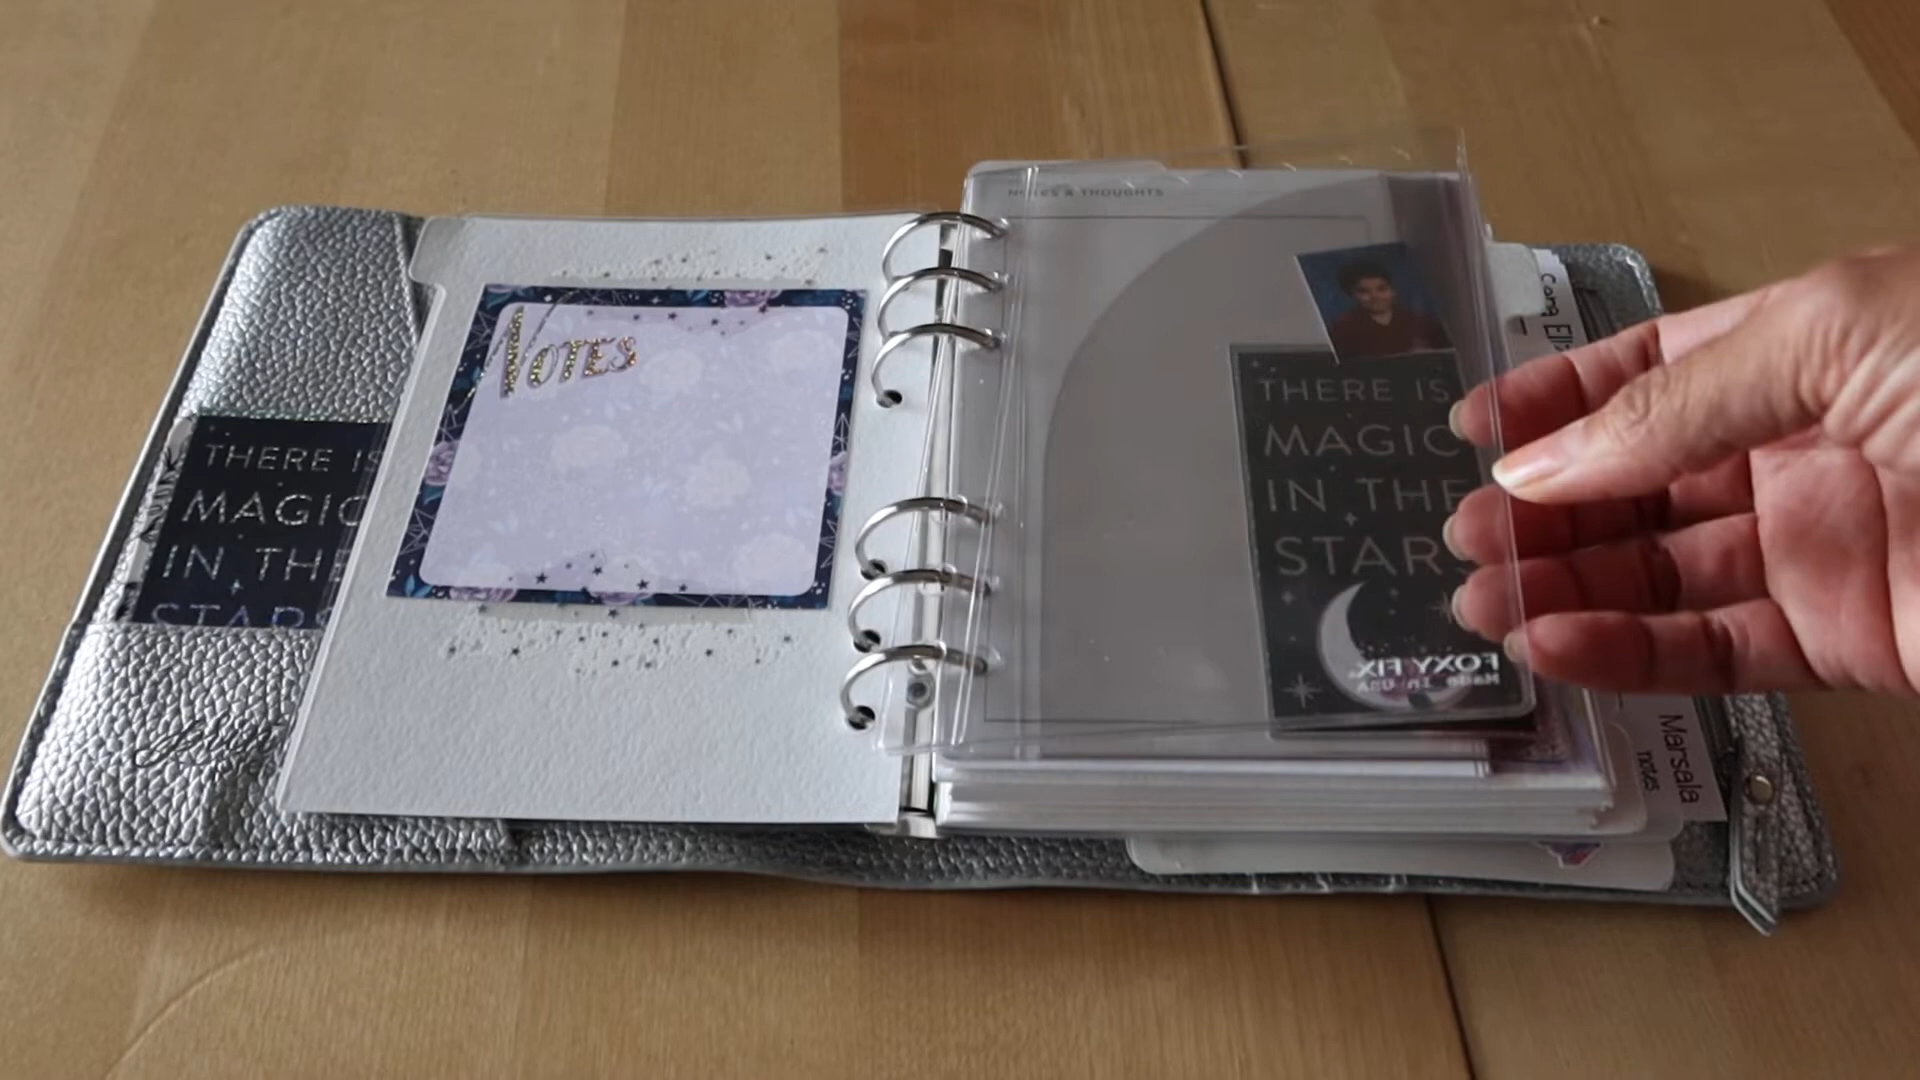 THERE IS
MAGIC
IN THE
STARS
NOTES
NOTES & THOUGHTS
THERE IS
MAGIC
IN THE
STARS
FOXY FIX
Made in USA
Marsala
notes